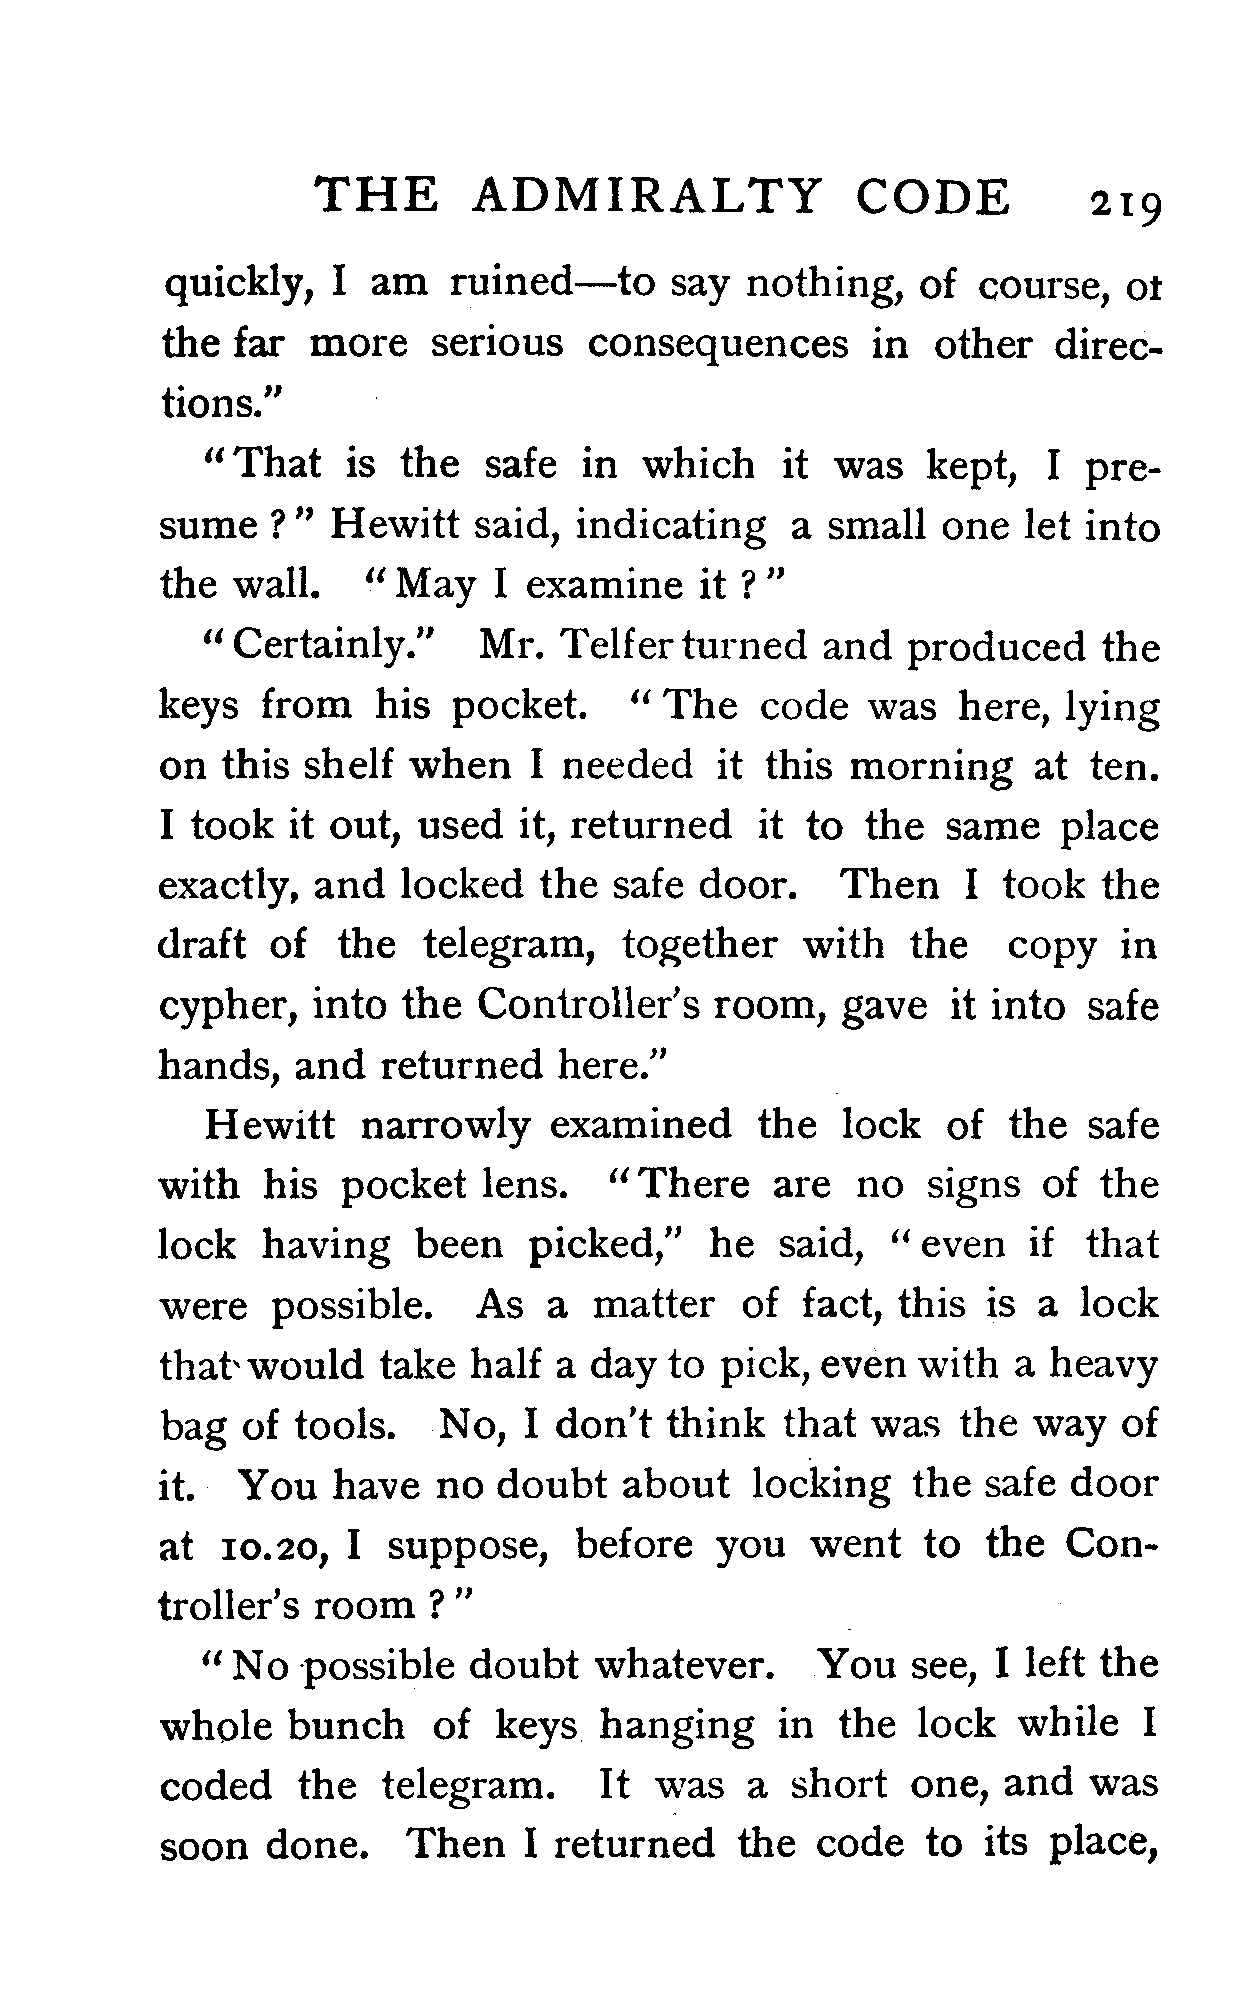 THE ADMIRALTY CODE 219
quickly, I am ruined—to say nothing, of course, of
the far more serious consequences in other direc-
tions."
"That is the safe in which it was kept, I pre-
sume?" Hewitt said, indicating a small one let into
the wall. "May I examine it?"
"Certainly." Mr. Telfer turned and produced the
keys from his pocket. "The code was here, lying
on this shelf when I needed it this morning at ten.
I took it out, used it, returned it to the same place
exactly, and locked the safe door. Then I took the
draft of the telegram, together with the copy in
cypher, into the Controller's room, gave it into safe
hands, and returned here."
Hewitt narrowly examined the lock of the safe
with his pocket lens. "There are no signs of the
lock having been picked," he said, "even if that
were possible. As a matter of fact, this is a lock
that would take half a day to pick, even with a heavy
bag of tools. No, I don't think that was the way of
it. You have no doubt about locking the safe door
at 10.20, I suppose, before you went to the Con-
troller's room?"
"No possible doubt whatever. You see, I left the
whole bunch of keys hanging in the lock while I
coded the telegram. It was a short one, and was
soon done. Then I returned the code to its place,